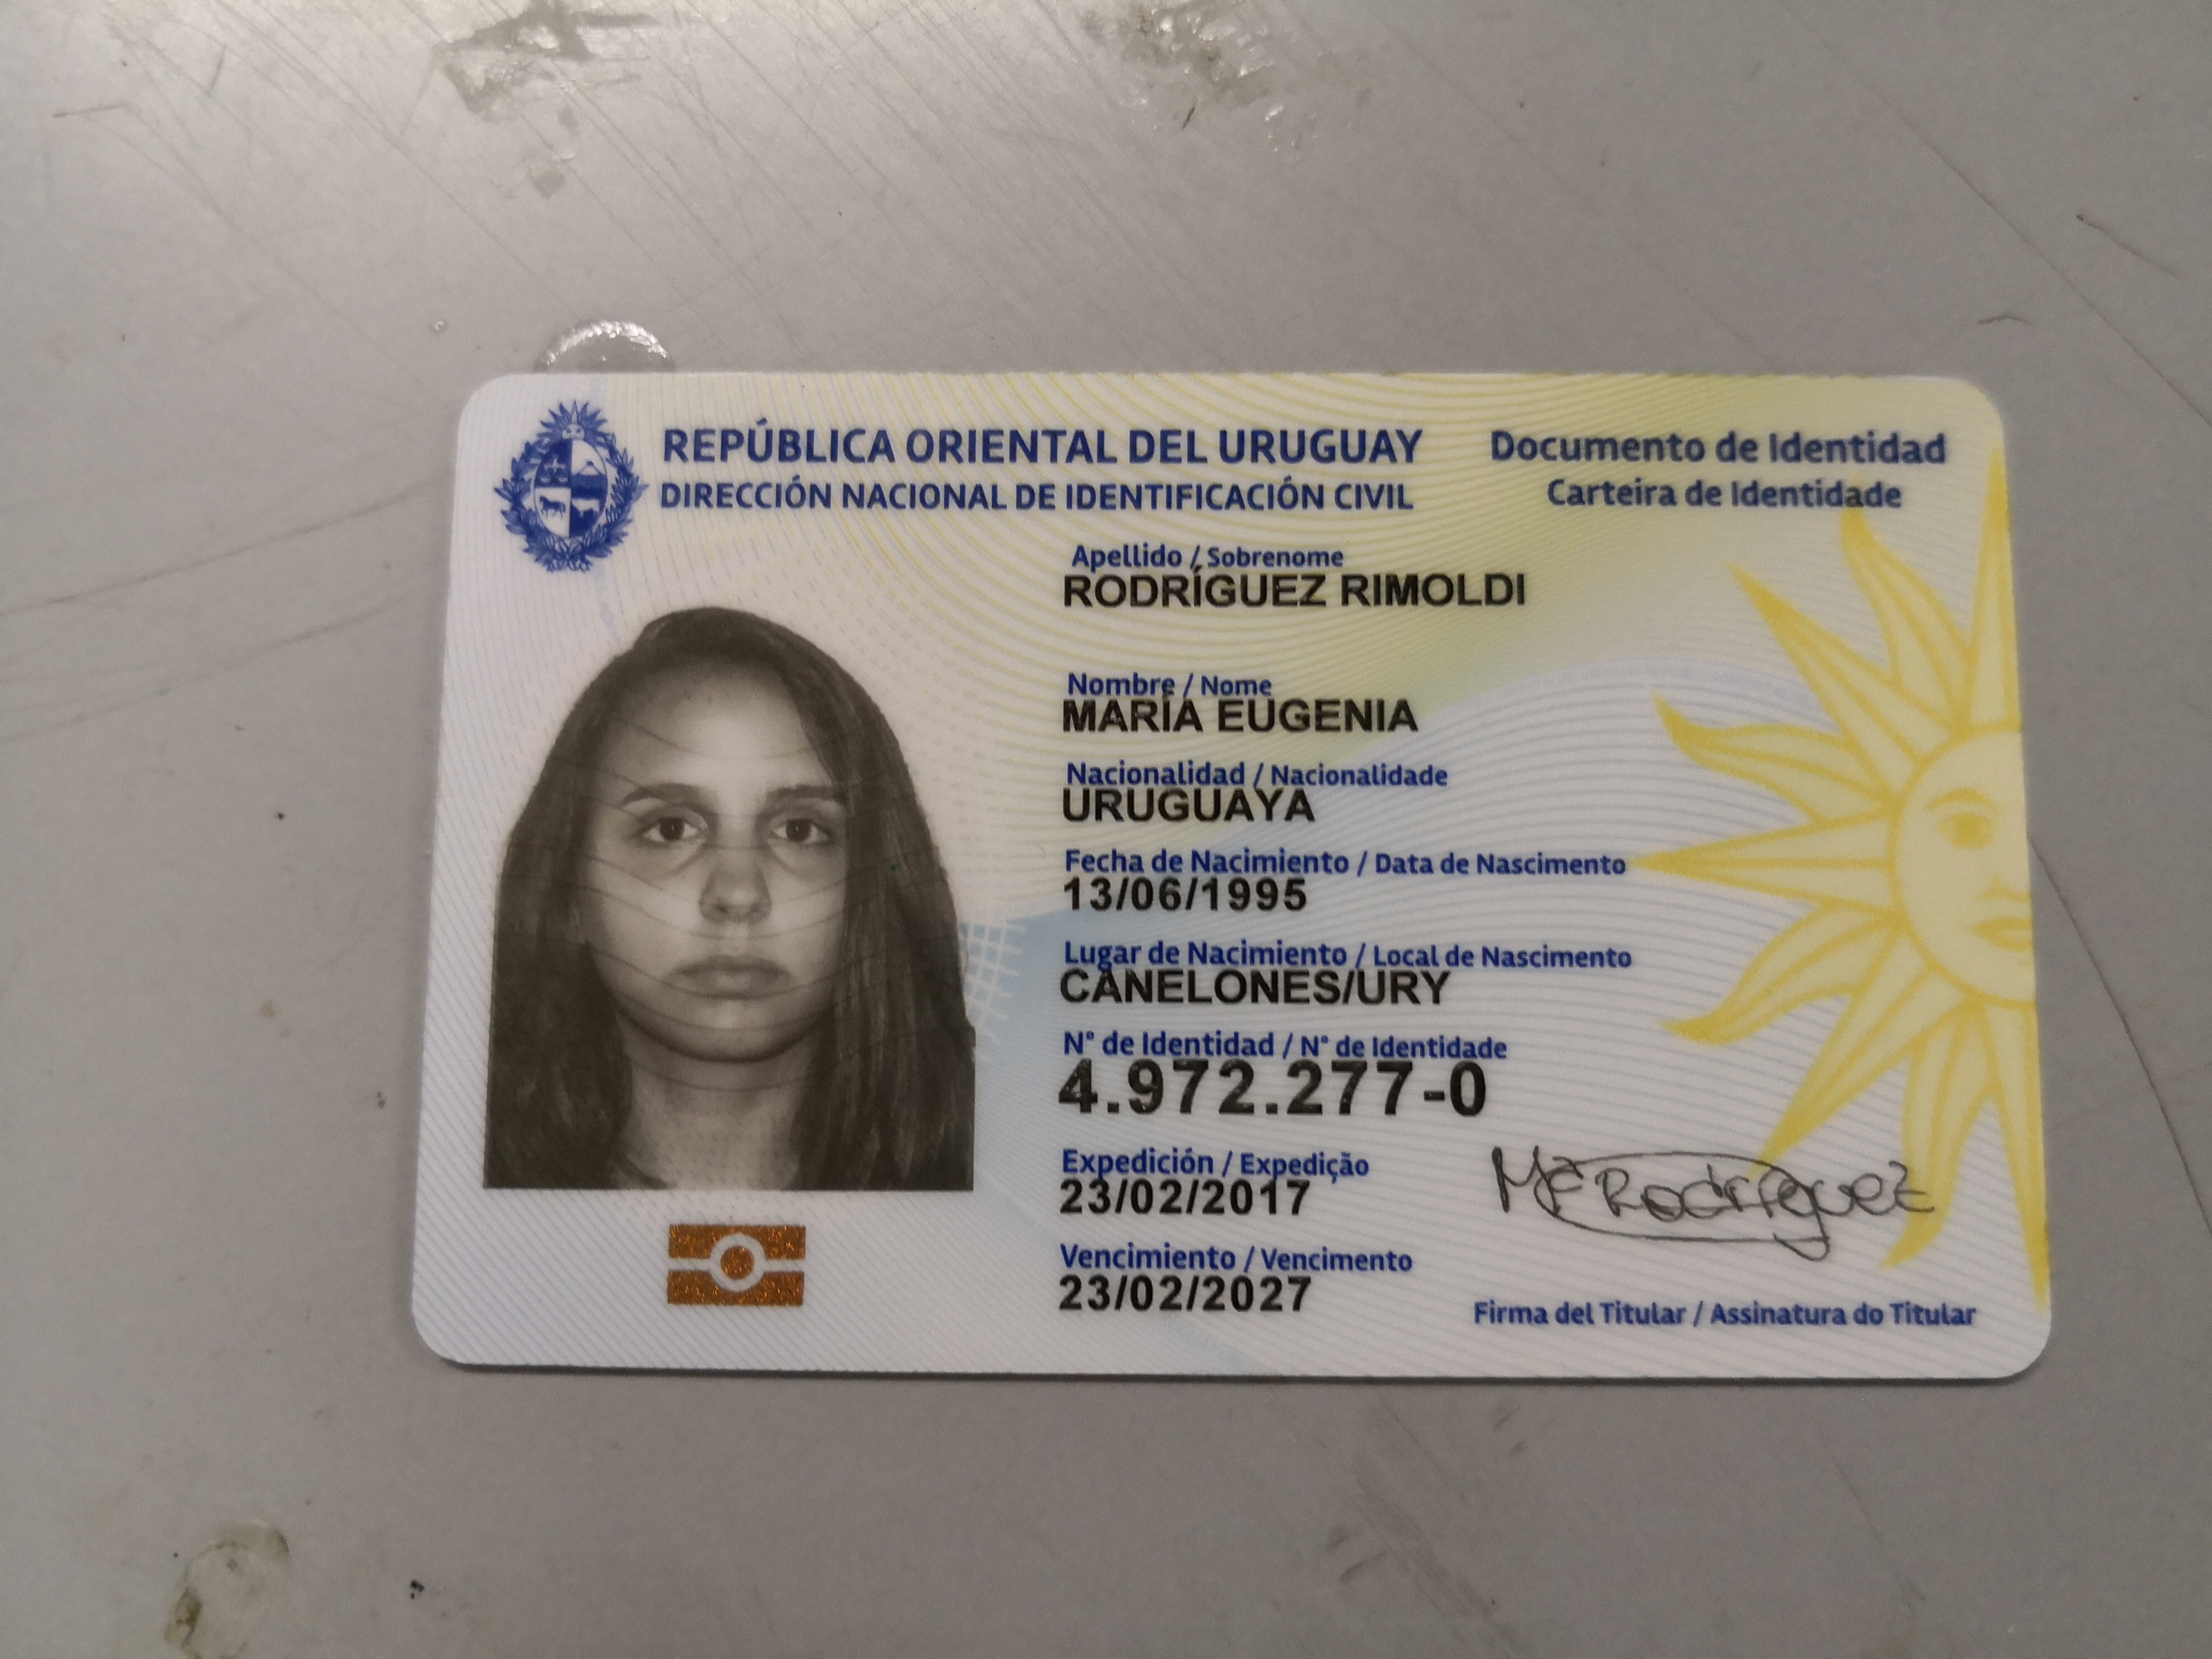 REPÚBLICA ORIENTAL DEL URUGUAY
DIRECCIÓN NACIONAL DE IDENTIFICACIÓN CIVIL
Documento de Identidad
Carteira de Identidade
Apellido / Sobrenome
RODRÍGUEZ RIMOLDI
Nombre / Nome
MARÍA EUGENIA
Nacionalidad / Nacionalidade
URUGUAYA
Fecha de Nacimiento / Data de Nascimento
13/06/1995
Lugar de Nacimiento / Local de Nascimento
CANELONES/URY
N° de Identidad / N° de Identidade
4.972.277-0
Expedición / Expedição
23/02/2017
Vencimiento / Vencimento
23/02/2027
Rodríguez
Firma del Titular / Assinatura do Titular